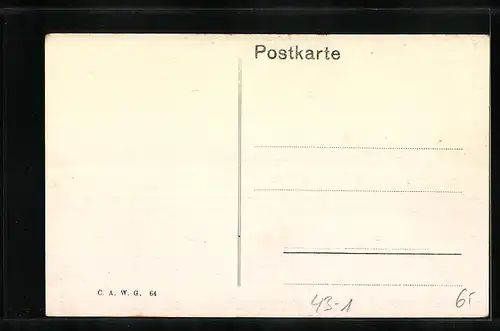 Postkarte
C. A. W. G. 64
43-1
65